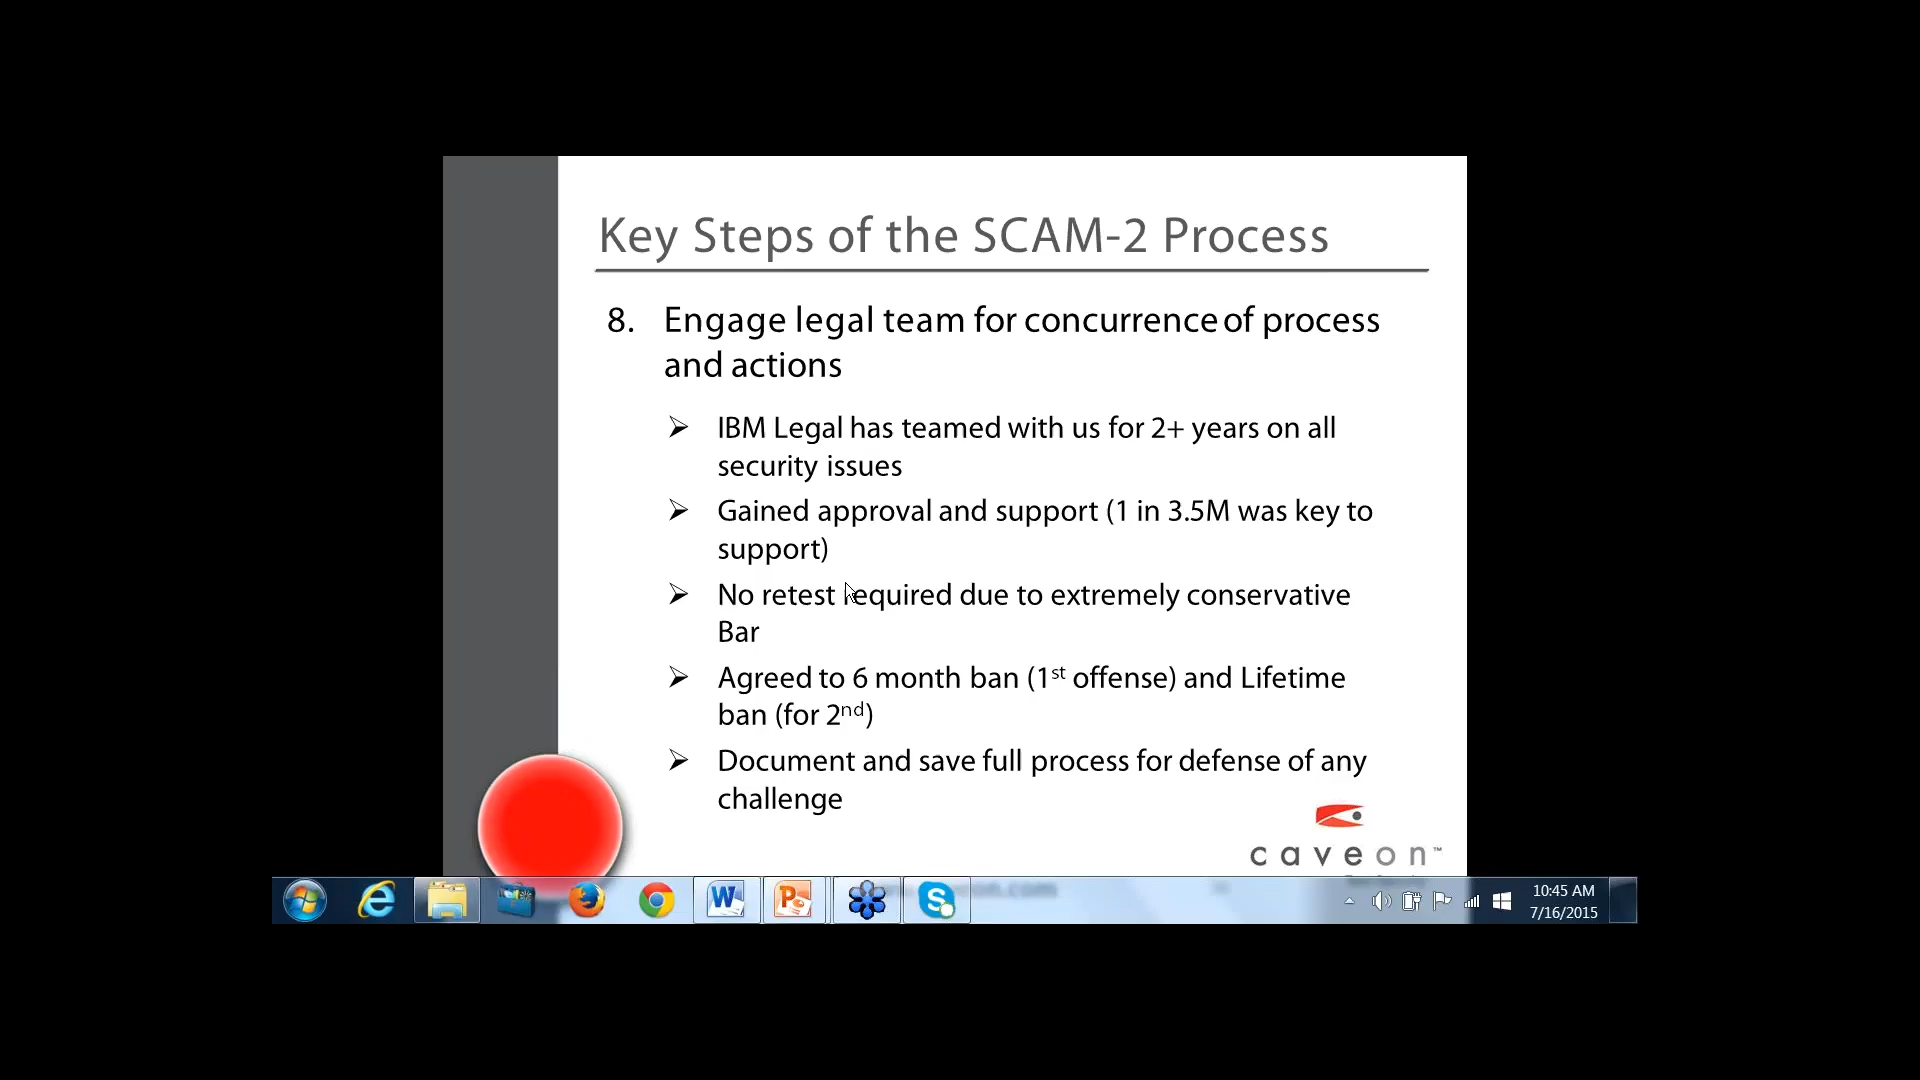 Key Steps of the SCAM-2 Process
8. Engage legal team for concurrence of process
and actions
IBM Legal has teamed with us for 2+ years on all
security issues
Gained approval and support (1 in 3.5M was key to
support)
No retest required due to extremely conservative
Bar
Agreed to 6 month ban (1st offense) and Lifetime
ban (for 2nd)
Document and save full process for defense of any
challenge
caveon™
10:45 AM
7/16/2015